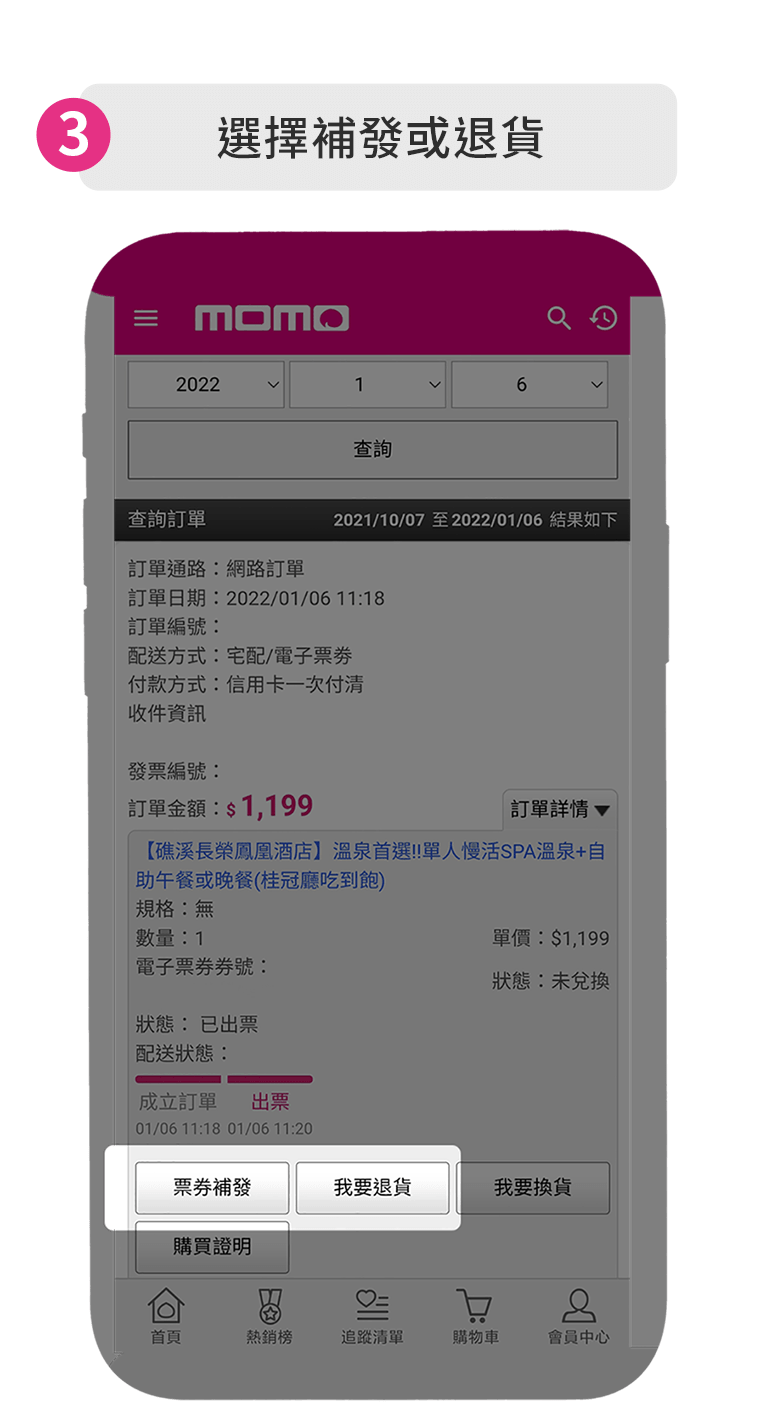 3
選擇補發或退貨
momo
2022 1 6
查詢
查詢訂單 2021/10/07 至 2022/01/06 結果如下
訂單通路：網路訂單
訂單日期：2022/01/06 11:18
訂單編號：
配送方式：宅配/電子票券
付款方式：信用卡一次付清
收件資訊
發票編號：
訂單金額：$ 1,199 訂單詳情▼
【礁溪長榮鳳凰酒店】溫泉首選!!單人慢活SPA溫泉+自
助午餐或晚餐(桂冠廳吃到飽)
規格：無
數量：1 單價：$1,199
電子票券券號：
狀態：未兌換
狀態： 已出票
配送狀態：
成立訂單 出票
01/06 11:18 01/06 11:20
票券補發 我要退貨 我要換貨
購買證明
首頁 熱銷榜 追蹤清單 購物車 會員中心